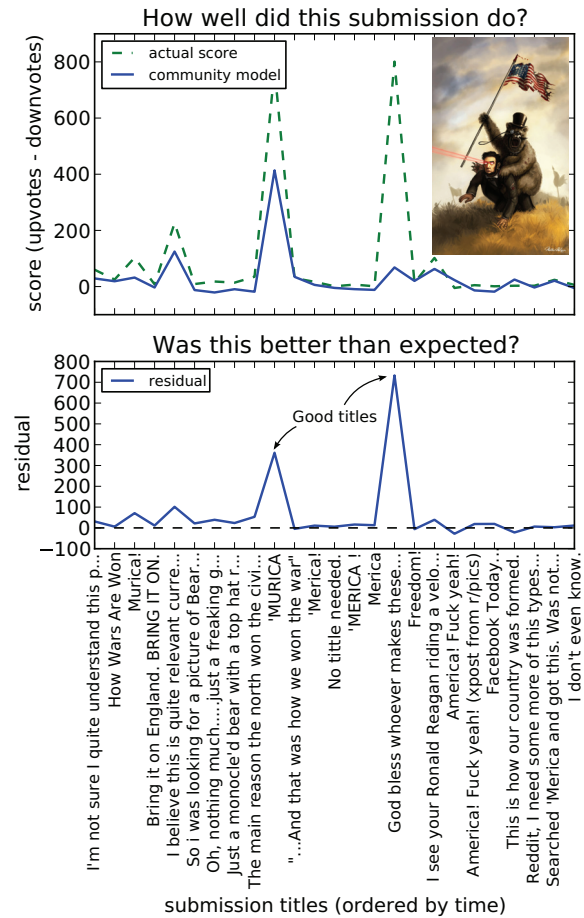 How well did this submission do?
score (upvotes - downvotes)
800
600
400
200
0
actual score
community model
Was this better than expected?
residual
800
700
600
500
400
300
200
100
0
−100
residual
Good titles
I'm not sure I quite understand this p...
How Wars Are Won
Murica!
Bring it on England. BRING IT ON.
I believe this is quite relevant curre...
So i was looking for a picture of Bear...
Oh, nothing much.....just a freaking g...
Just a monocle'd bear with a top hat r...
The main reason the north won the civi...
'MURICA
"...And that was how we won the war"
'Merica!
No tittle needed.
'MERICA !
Merica
God bless whoever makes these....
Freedom!
I see your Ronald Reagan riding a velo...
America! Fuck yeah!
America! Fuck yeah! (xpost from r/pics)
Facebook Today...
This is how our country was formed.
Reddit, I need some more of this types....
Searched 'Merica and got this. Was not...
I don't even know.
submission titles (ordered by time)